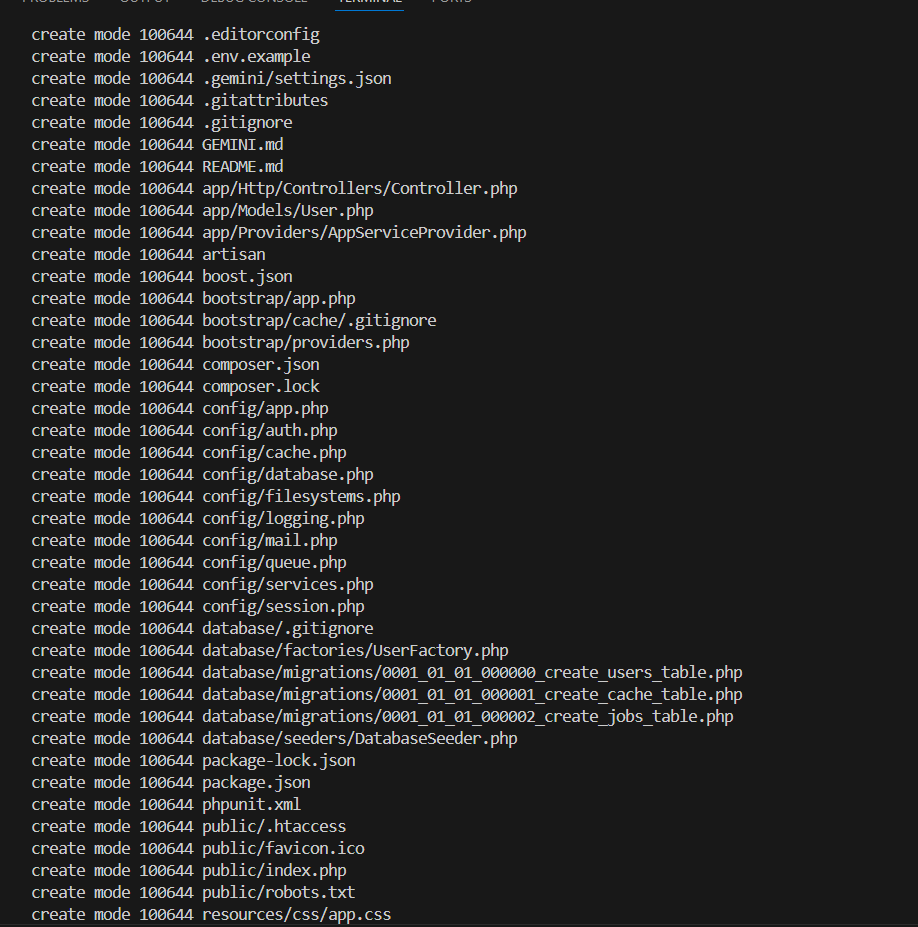 PROBLEMS OUTPUT DEBUG CONSOLE TERMINAL PORTS
create mode 100644 .editorconfig
create mode 100644 .env.example
create mode 100644 .gemini/settings.json
create mode 100644 .gitattributes
create mode 100644 .gitignore
create mode 100644 GEMINI.md
create mode 100644 README.md
create mode 100644 app/Http/Controllers/Controller.php
create mode 100644 app/Models/User.php
create mode 100644 app/Providers/AppServiceProvider.php
create mode 100644 artisan
create mode 100644 boost.json
create mode 100644 bootstrap/app.php
create mode 100644 bootstrap/cache/.gitignore
create mode 100644 bootstrap/providers.php
create mode 100644 composer.json
create mode 100644 composer.lock
create mode 100644 config/app.php
create mode 100644 config/auth.php
create mode 100644 config/cache.php
create mode 100644 config/database.php
create mode 100644 config/filesystems.php
create mode 100644 config/logging.php
create mode 100644 config/mail.php
create mode 100644 config/queue.php
create mode 100644 config/services.php
create mode 100644 config/session.php
create mode 100644 database/.gitignore
create mode 100644 database/factories/UserFactory.php
create mode 100644 database/migrations/0001_01_01_000000_create_users_table.php
create mode 100644 database/migrations/0001_01_01_000001_create_cache_table.php
create mode 100644 database/migrations/0001_01_01_000002_create_jobs_table.php
create mode 100644 database/seeders/DatabaseSeeder.php
create mode 100644 package-lock.json
create mode 100644 package.json
create mode 100644 phpunit.xml
create mode 100644 public/.htaccess
create mode 100644 public/favicon.ico
create mode 100644 public/index.php
create mode 100644 public/robots.txt
create mode 100644 resources/css/app.css